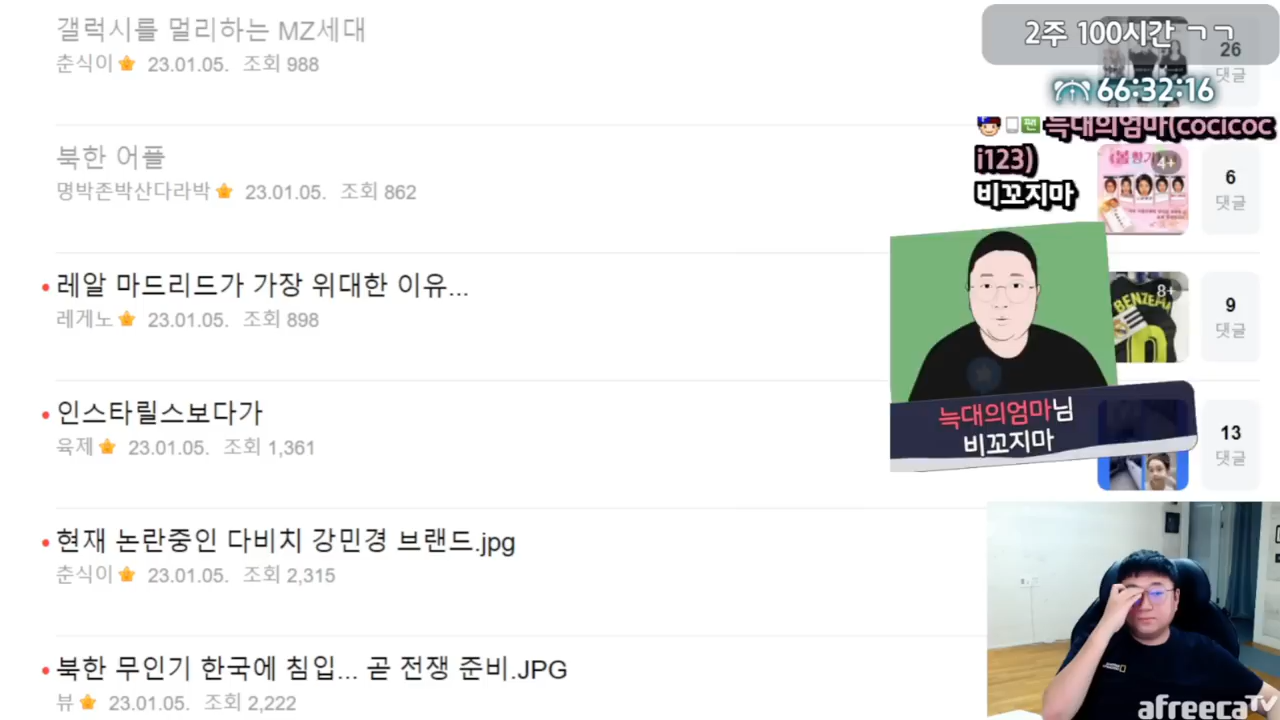 갤럭시를 멀리하는 MZ세대
춘식이 23.01.05. 조회 988
26
댓글
2주 100시간 ㄱㄱ
66:32:16
늑대의엄마(cocicoc
i123)
비꼬지마
북한 어플
명박존박산다라박 23.01.05. 조회 862
4+
6
댓글
레알 마드리드가 가장 위대한 이유...
레게노 23.01.05. 조회 898
8+
BENZEMA
9
댓글
인스타릴스보다가
육제 23.01.05. 조회 1,361
13
댓글
늑대의엄마님
비꼬지마
현재 논란중인 다비치 강민경 브랜드.jpg
춘식이 23.01.05. 조회 2,315
북한 무인기 한국에 침입... 곧 전쟁 준비.JPG
뷰 23.01.05. 조회 2,222
afreecaTV